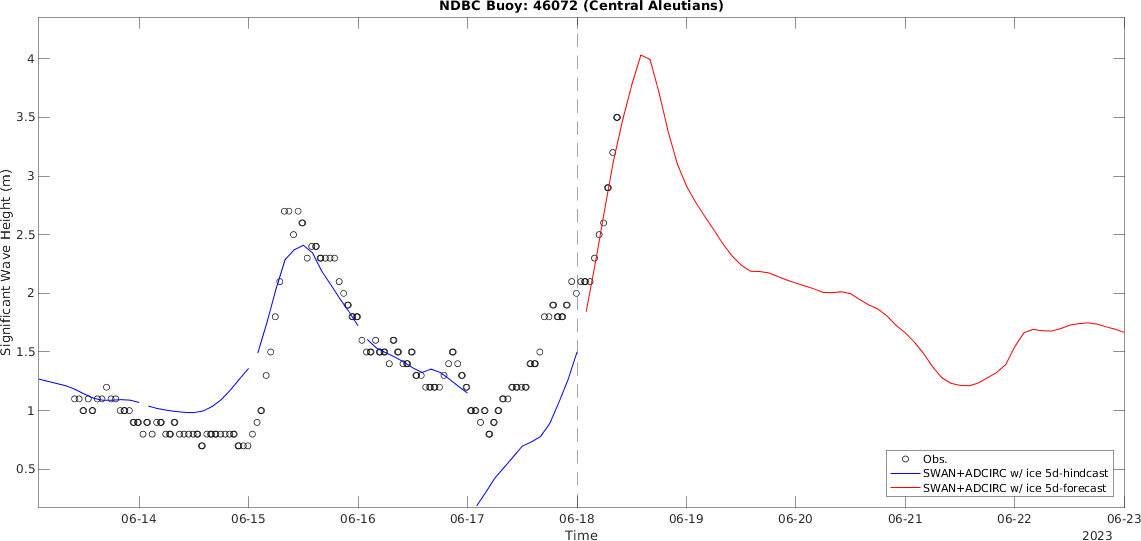 NDBC Buoy: 46072 (Central Aleutians)
Significant Wave Height (m)
4
3.5
3
2.5
2
1.5
1
0.5
Obs.
SWAN+ADCIRC w/ ice 5d-hindcast
SWAN+ADCIRC w/ ice 5d-forecast
06-14 06-15 06-16 06-17 06-18 06-19 06-20 06-21 06-22 06-23
Time
2023